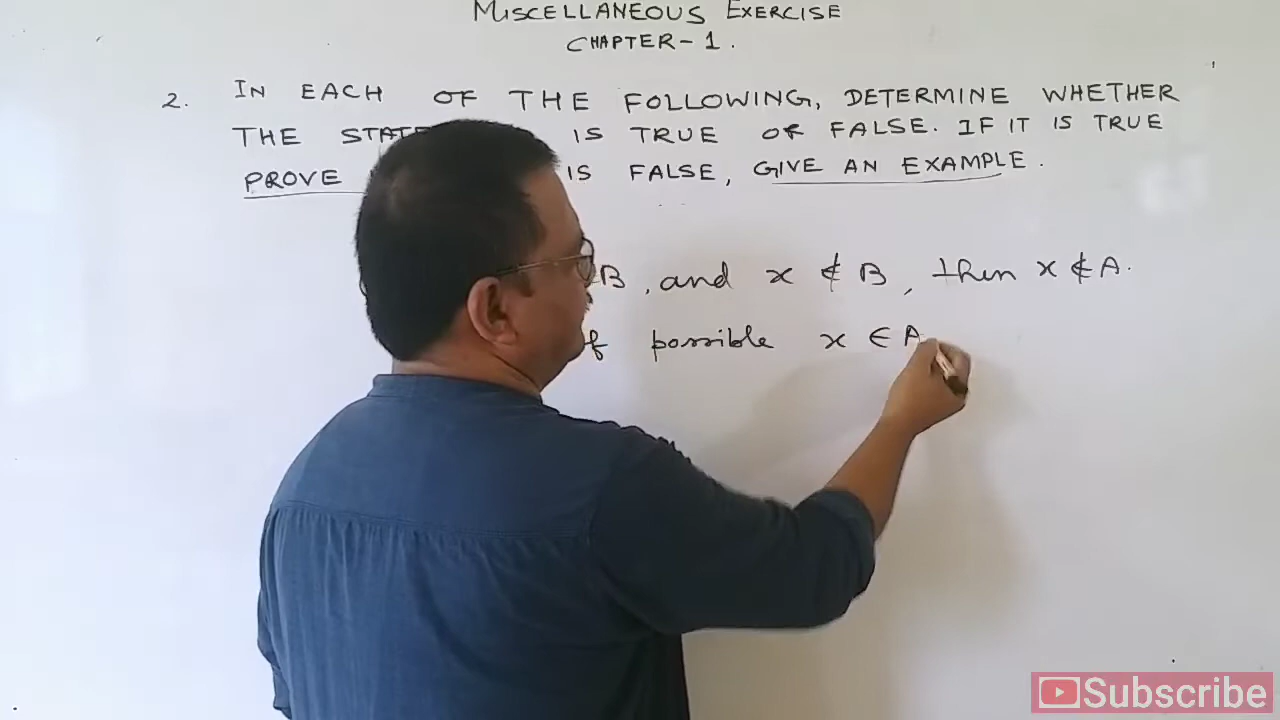 MISCELLANEOUS EXERCISE
CHAPTER-1.
2. IN EACH OF THE FOLLOWING, DETERMINE WHETHER
THE STATE IS TRUE OR FALSE. IF IT IS TRUE
PROVE IS FALSE, GIVE AN EXAMPLE.
B, and x ∉ B, then x ∉ A.
possible x ∈ A
Subscribe